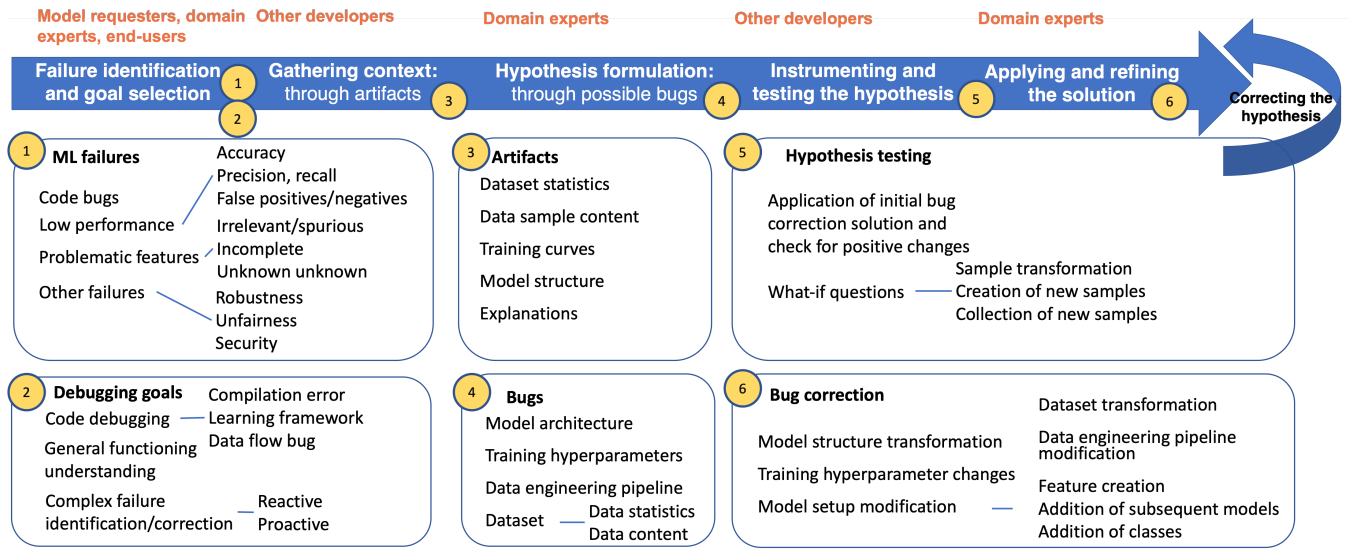 Model requesters, domain
experts, end-users
Other developers
Domain experts
Other developers
Domain experts
Failure identification
and goal selection
1
2
Gathering context:
through artifacts
3
Hypothesis formulation:
through possible bugs
4
Instrumenting and
testing the hypothesis
5
Applying and refining
the solution
6
Correcting the
hypothesis
1
ML failures
Code bugs
Low performance
Problematic features
Other failures
Accuracy
Precision, recall
False positives/negatives
Irrelevant/spurious
Incomplete
Unknown unknown
Robustness
Unfairness
Security
3
Artifacts
Dataset statistics
Data sample content
Training curves
Model structure
Explanations
5
Hypothesis testing
Application of initial bug
correction solution and
check for positive changes
What-if questions
Sample transformation
Creation of new samples
Collection of new samples
2
Debugging goals
Code debugging
General functioning
understanding
Complex failure
identification/correction
Compilation error
Learning framework
Data flow bug
Reactive
Proactive
4
Bugs
Model architecture
Training hyperparameters
Data engineering pipeline
Dataset
Data statistics
Data content
6
Bug correction
Model structure transformation
Training hyperparameter changes
Model setup modification
Dataset transformation
Data engineering pipeline
modification
Feature creation
Addition of subsequent models
Addition of classes